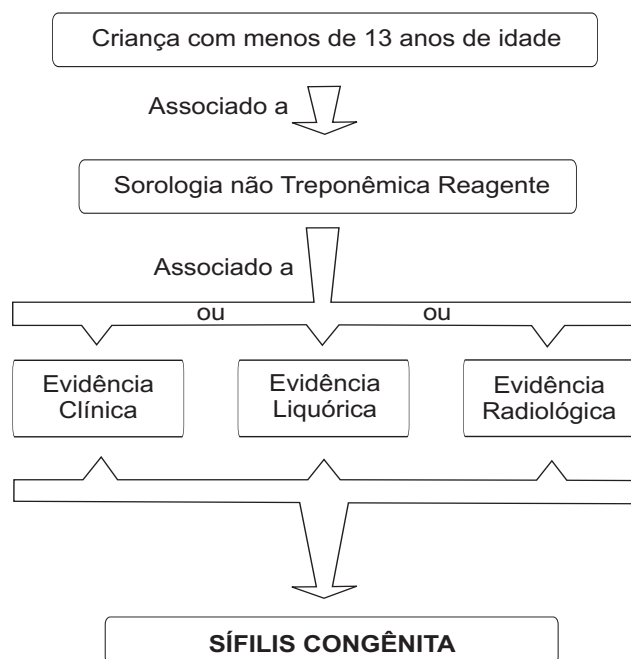 Criança com menos de 13 anos de idade
Associado a
Sorologia não Treponêmica Reagente
Associado a
ou ou
Evidência
Clínica
Evidência
Liquórica
Evidência
Radiológica
SÍFILIS CONGÊNITA